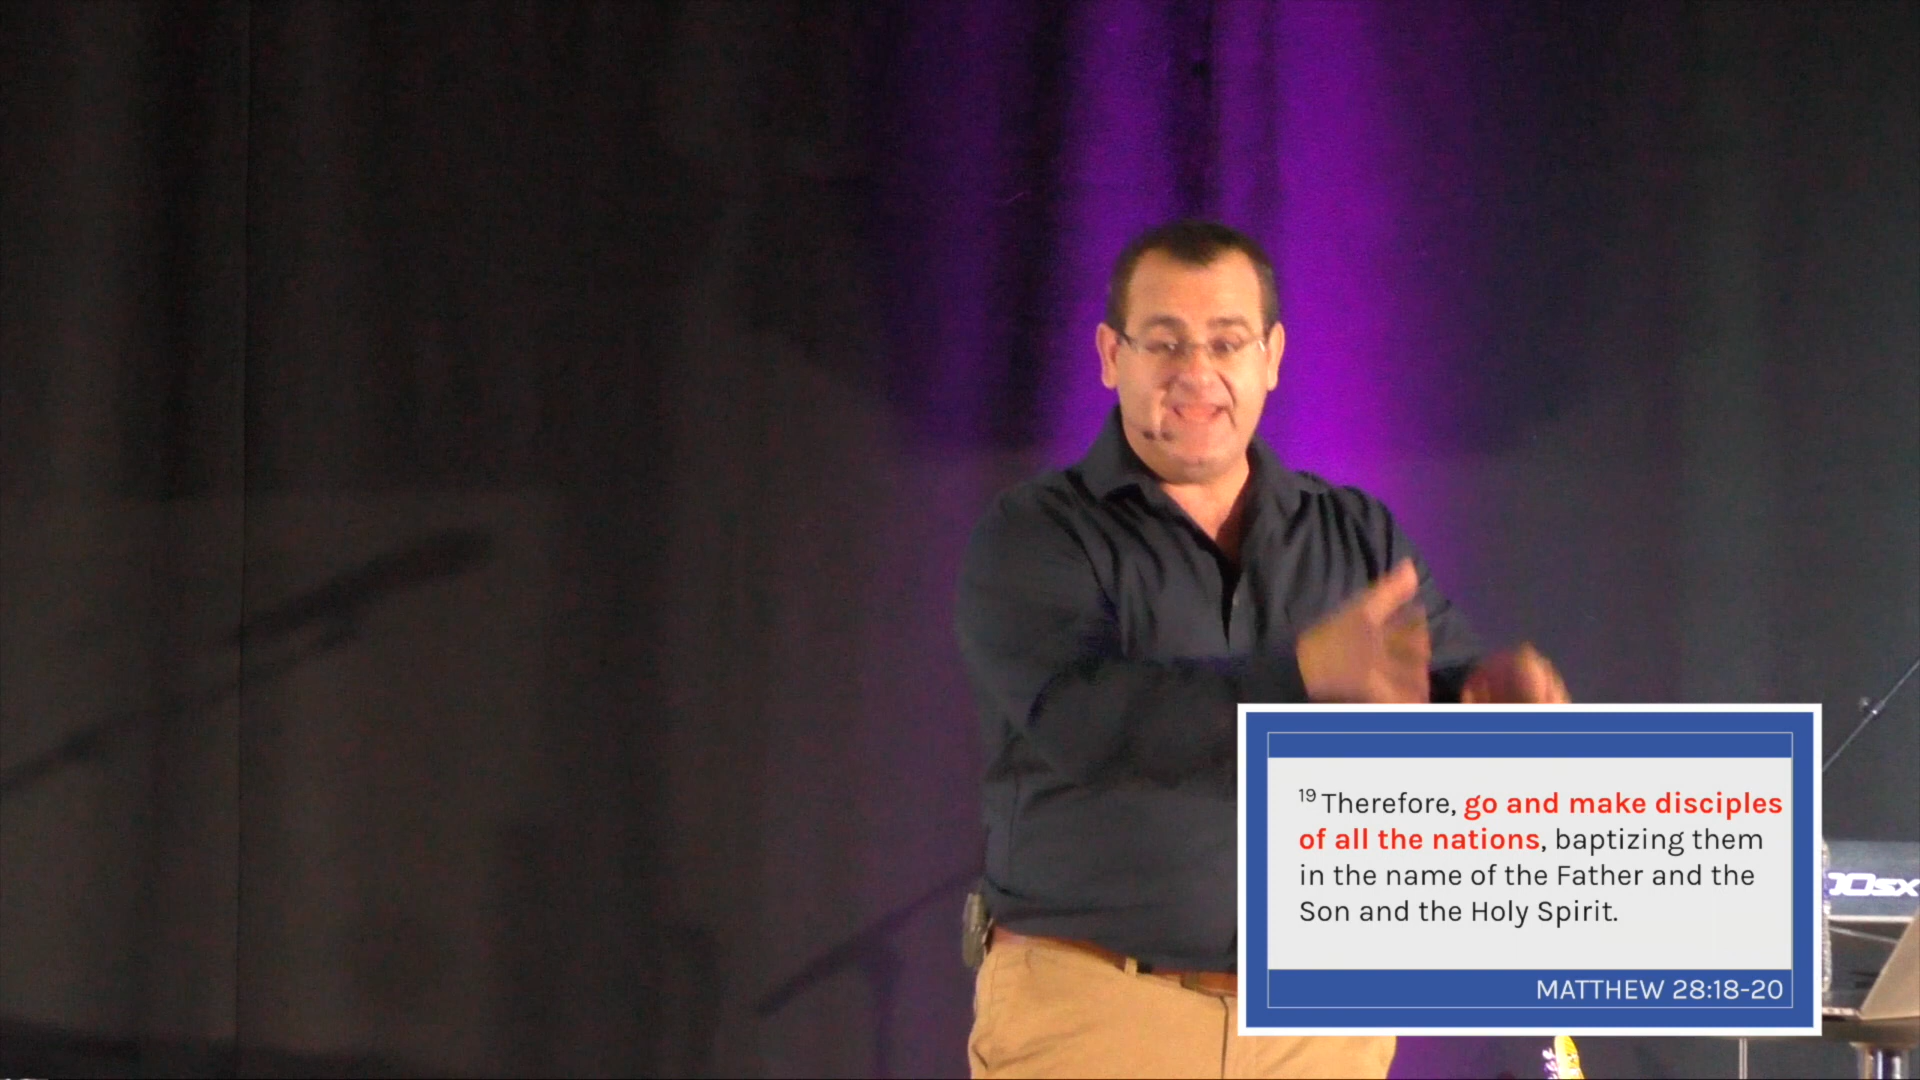 19 Therefore, go and make disciples
of all the nations, baptizing them
in the name of the Father and the
Son and the Holy Spirit.
MATTHEW 28:18-20